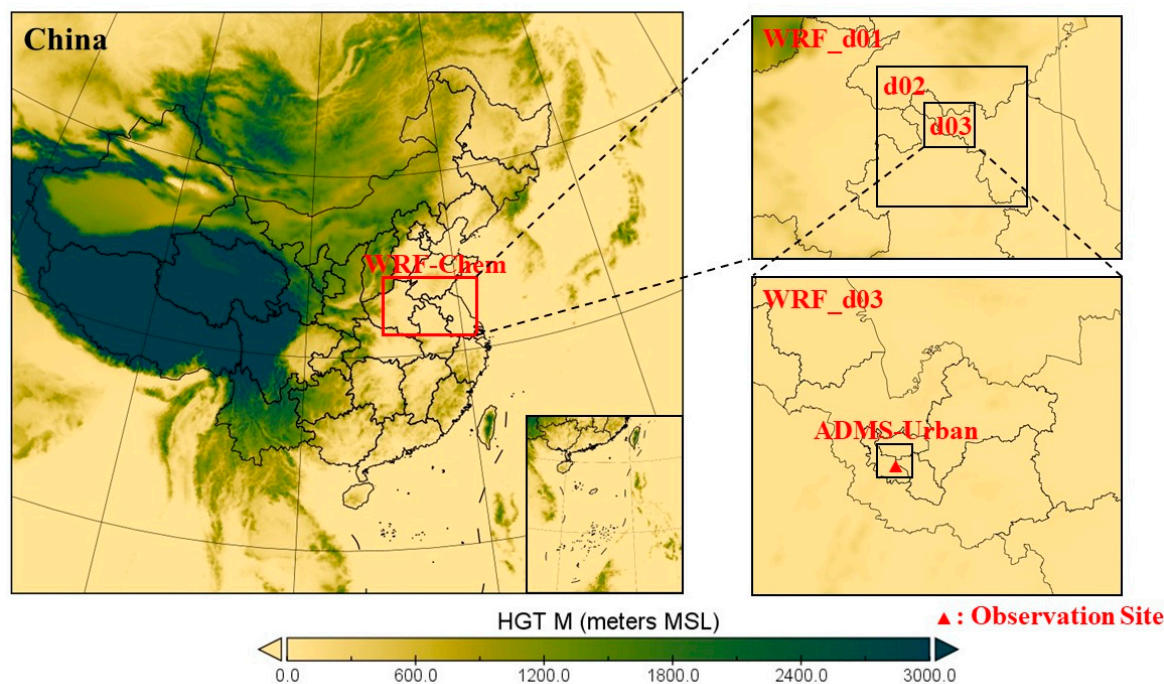 China
WRF-Chem
WRF_d01
d02
d03
WRF_d03
ADMS-Urban
▲: Observation Site
HGT M (meters MSL)
0.0 600.0 1200.0 1800.0 2400.0 3000.0